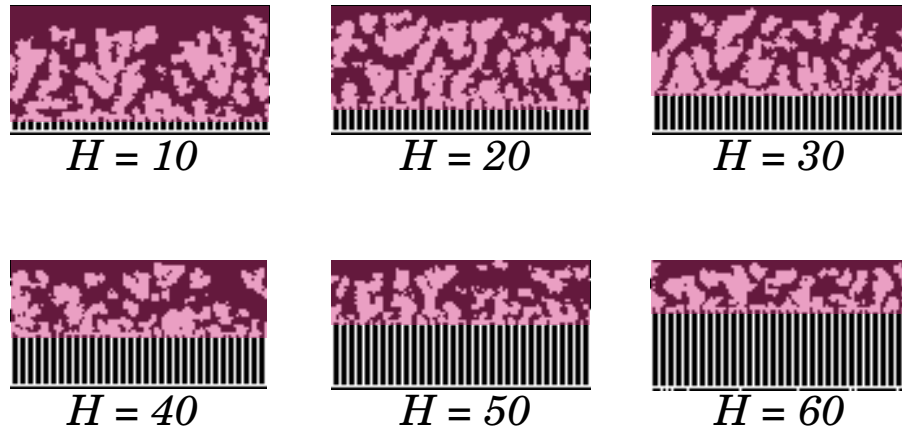 H = 10
H = 20
H = 30
H = 40
H = 50
H = 60